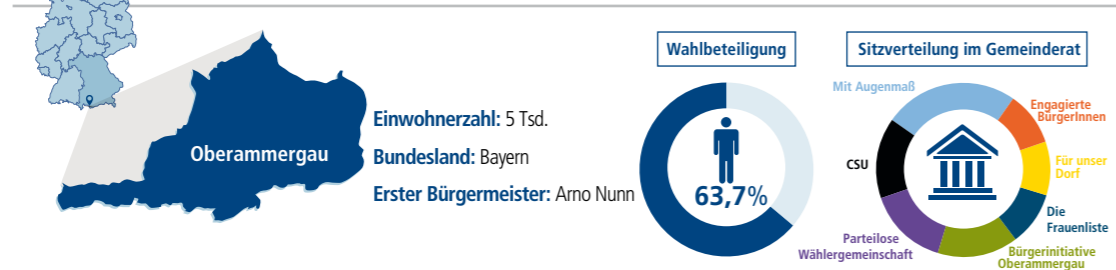 Oberammergau
Einwohnerzahl: 5 Tsd.
Bundesland: Bayern
Erster Bürgermeister: Arno Nunn
Wahlbeteiligung
63,7%
Sitzverteilung im Gemeinderat
Mit Augenmaß
Engagierte
BürgerInnen
CSU
Für unser
Dorf
Die
Frauenliste
Parteilose
Wählergemeinschaft
Bürgerinitiative
Oberammergau